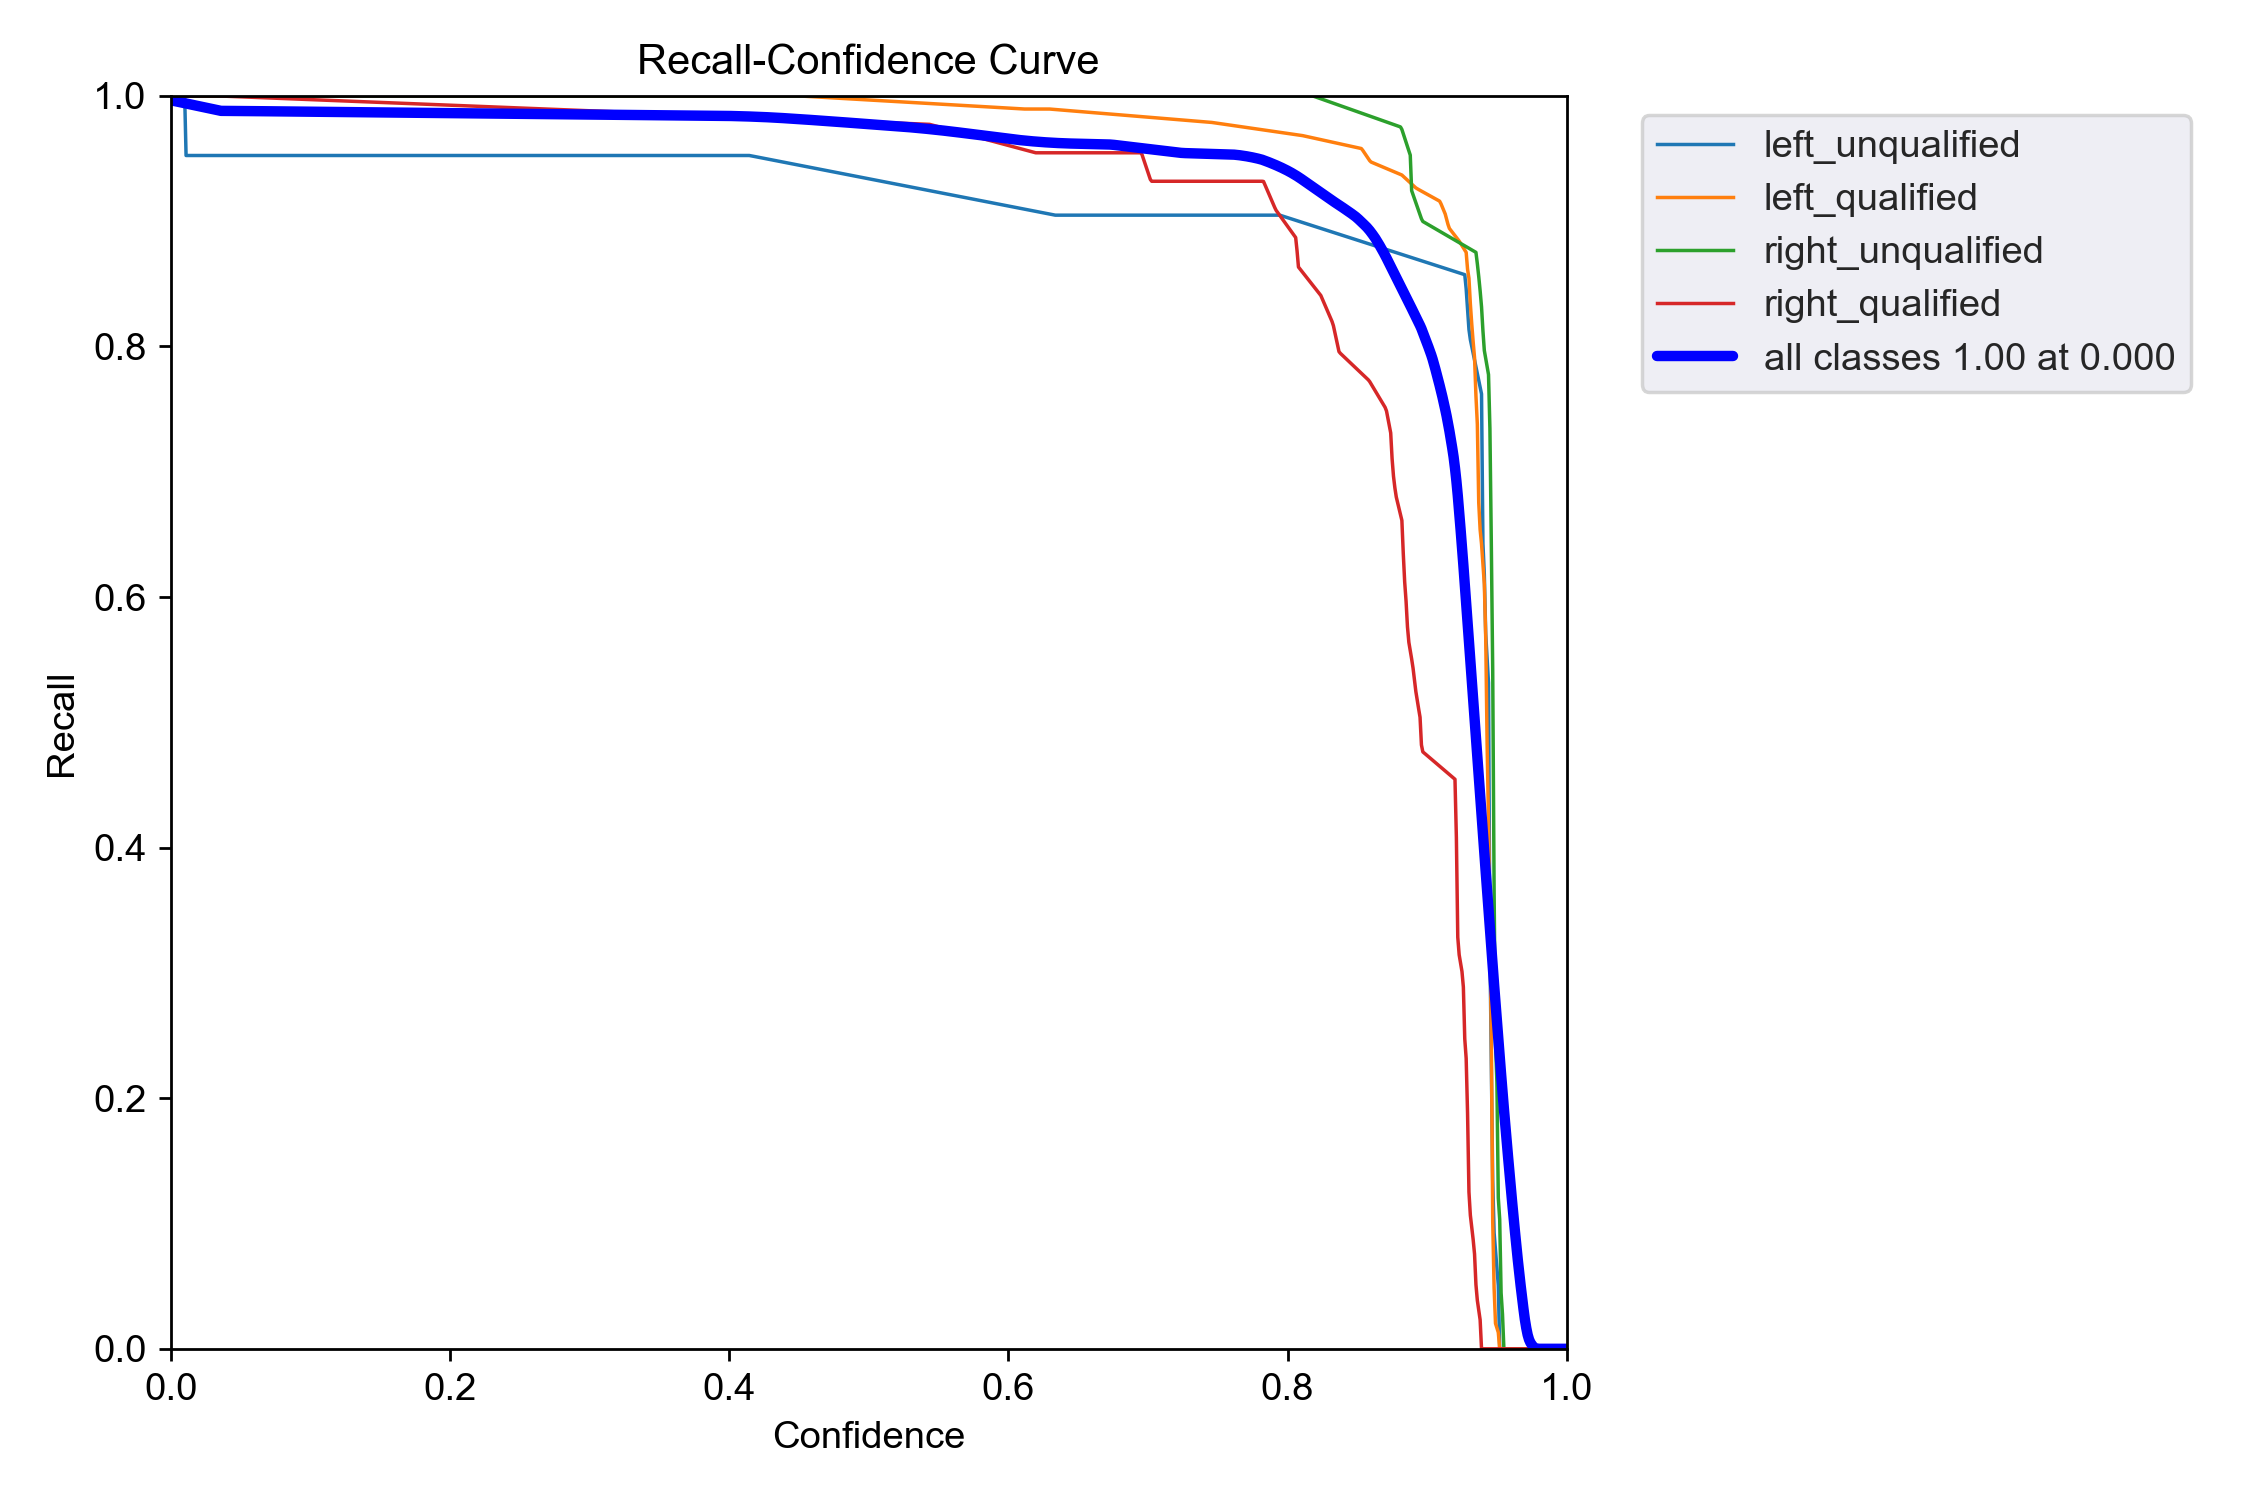 Recall-Confidence Curve
1.0
0.8
0.6
0.4
0.2
0.0
Recall
0.0 0.2 0.4 0.6 0.8 1.0
Confidence
left_unqualified
left_qualified
right_unqualified
right_qualified
all classes 1.00 at 0.000